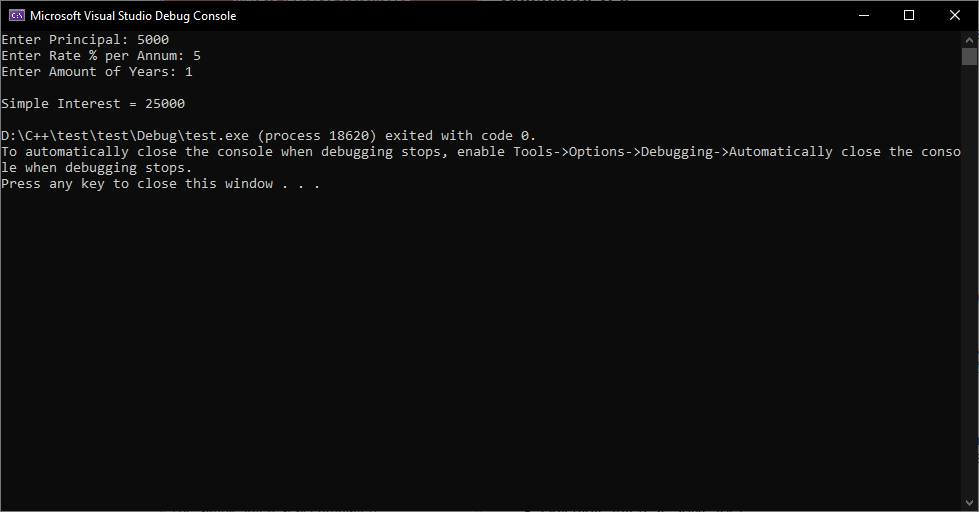 Microsoft Visual Studio Debug Console
Enter Principal: 5000
Enter Rate % per Annum: 5
Enter Amount of Years: 1
Simple Interest = 25000
D:\C++\test\test\Debug\test.exe (process 18620) exited with code 0.
To automatically close the console when debugging stops, enable Tools->Options->Debugging->Automatically close the conso
le when debugging stops.
Press any key to close this window . . .